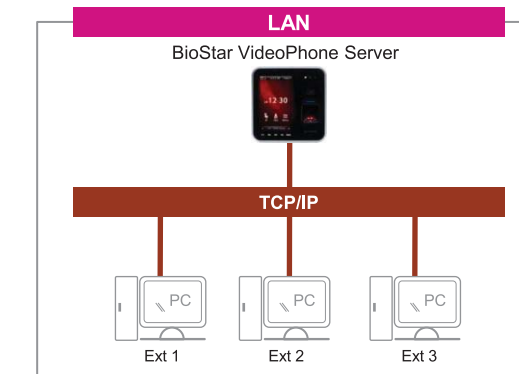 LAN
BioStar VideoPhone Server
12 30
TCP/IP
PC PC PC
Ext 1 Ext 2 Ext 3